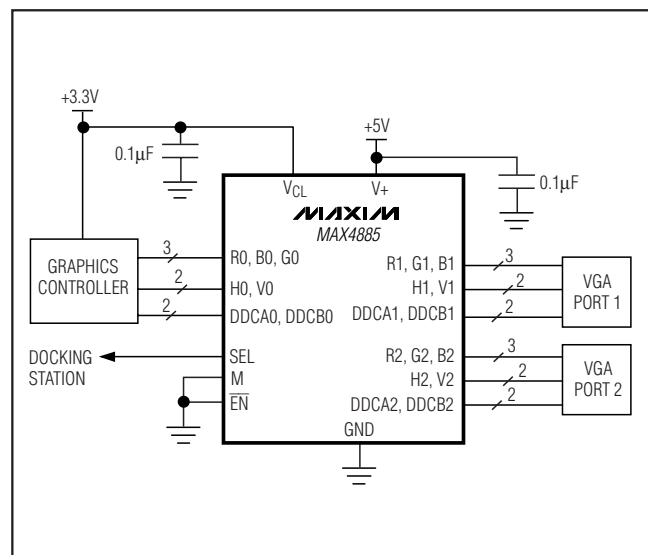 +3.3V
+5V
0.1µF
0.1µF
VCL
V+
MAXIM
MAX4885
GRAPHICS
CONTROLLER
3
2
2
R0, B0, G0
H0, V0
DDCA0, DDCB0
DOCKING
STATION
SEL
M
EN
R1, G1, B1
H1, V1
DDCA1, DDCB1
3
2
2
VGA
PORT 1
R2, G2, B2
H2, V2
DDCA2, DDCB2
3
2
2
VGA
PORT 2
GND